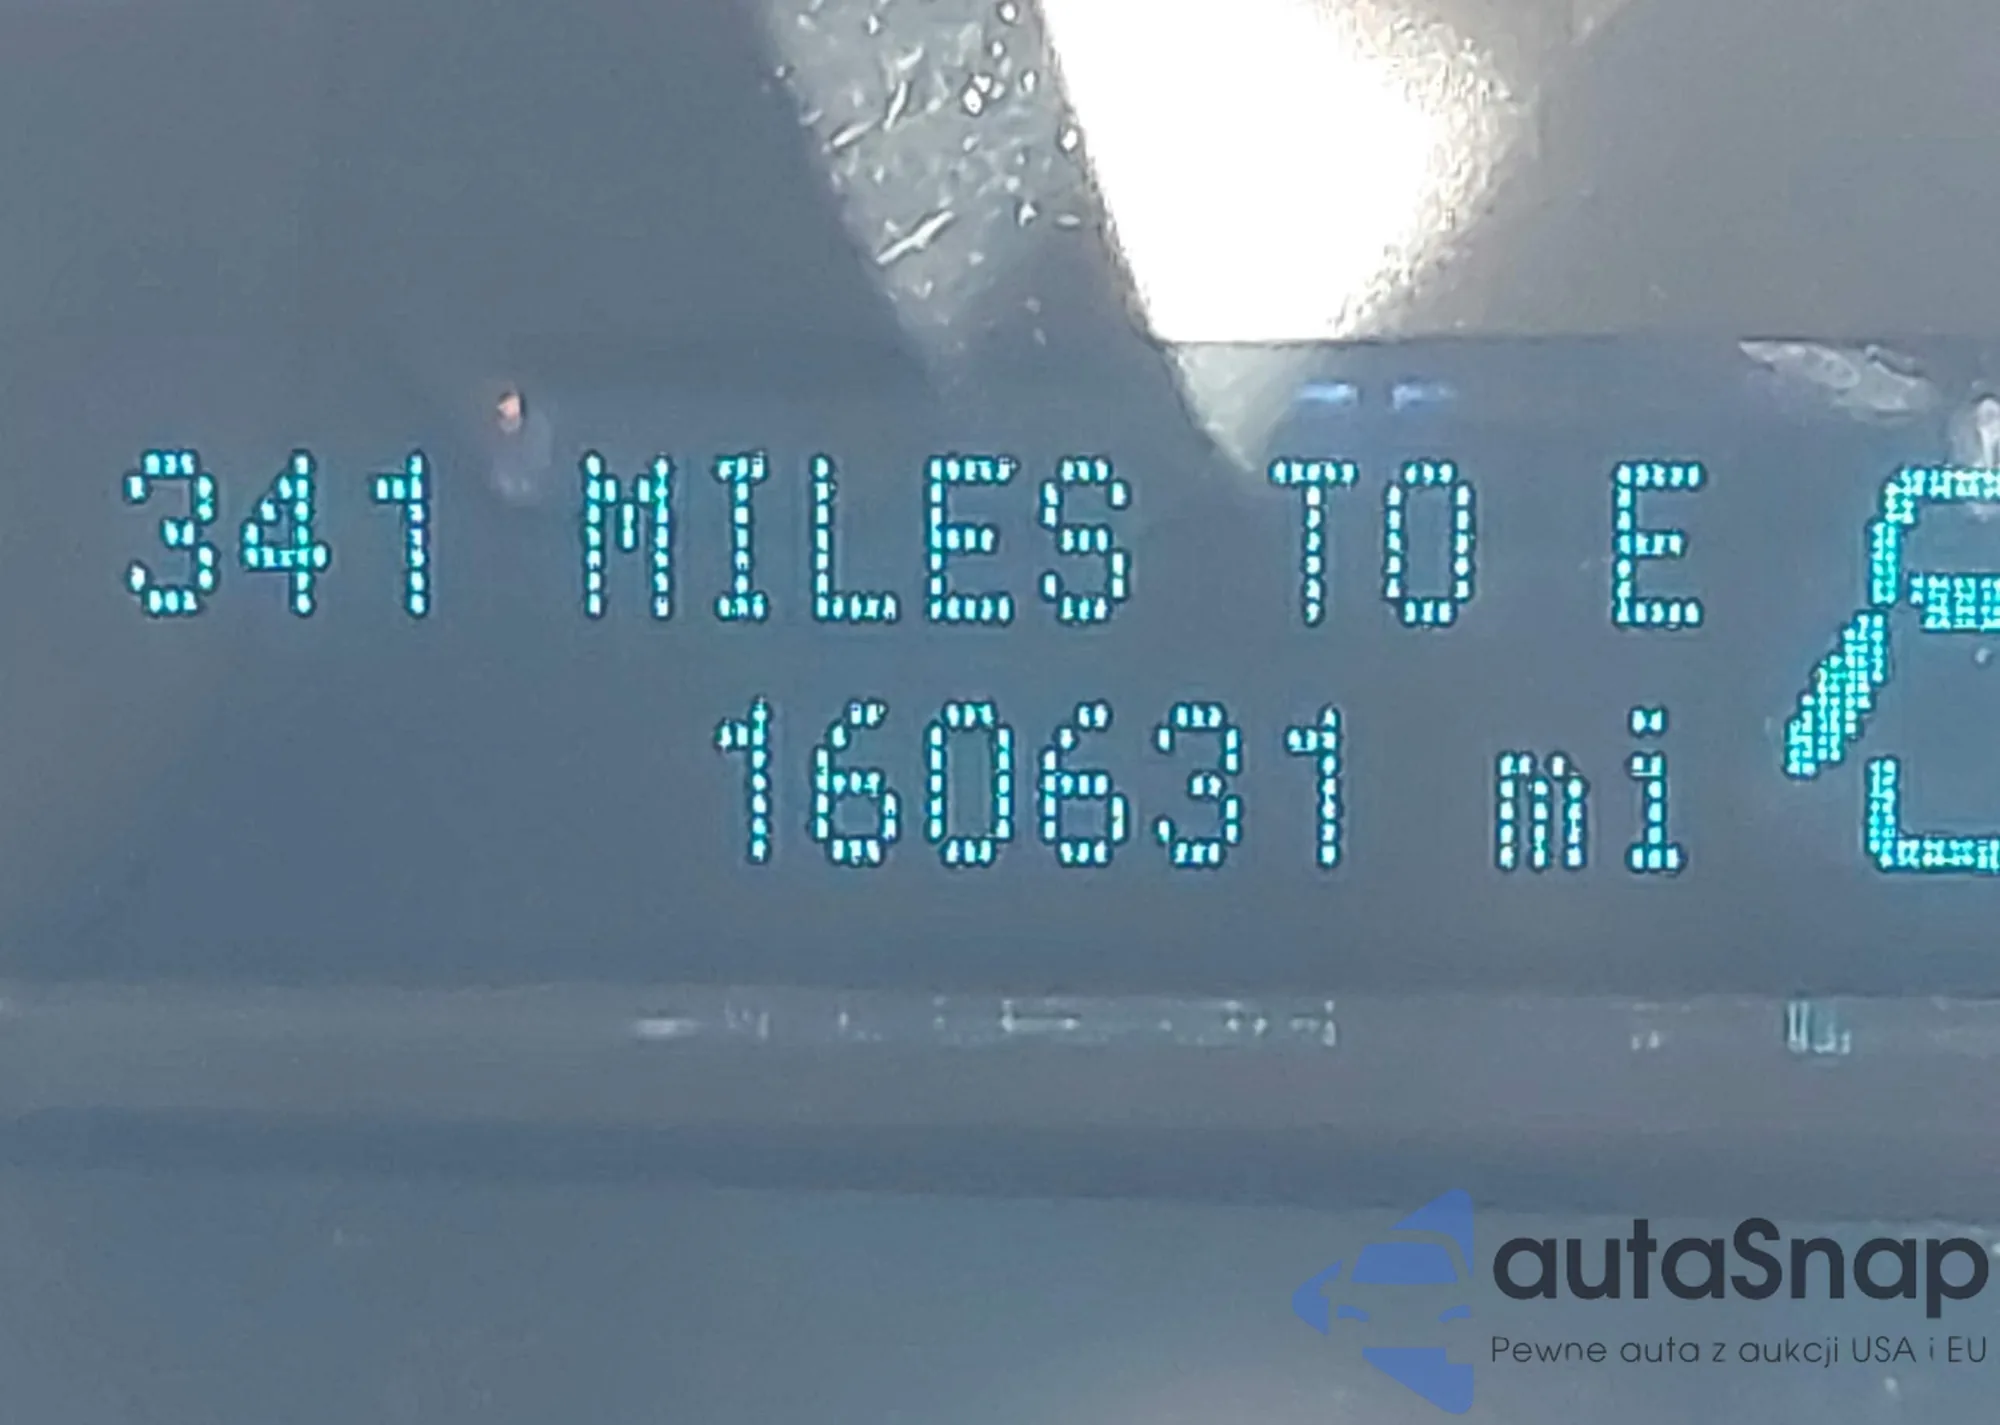 341 MILES TO E
160631 mi
autaSnap
Pewne auta z aukcji USA i EU